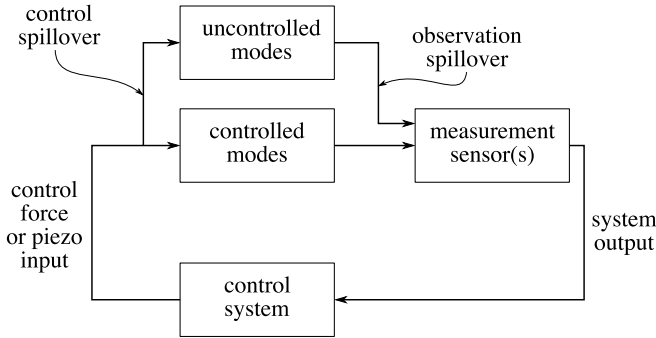 control
spillover
uncontrolled
modes
observation
spillover
controlled
modes
measurement
sensor(s)
control
force
or piezo
input
system
output
control
system